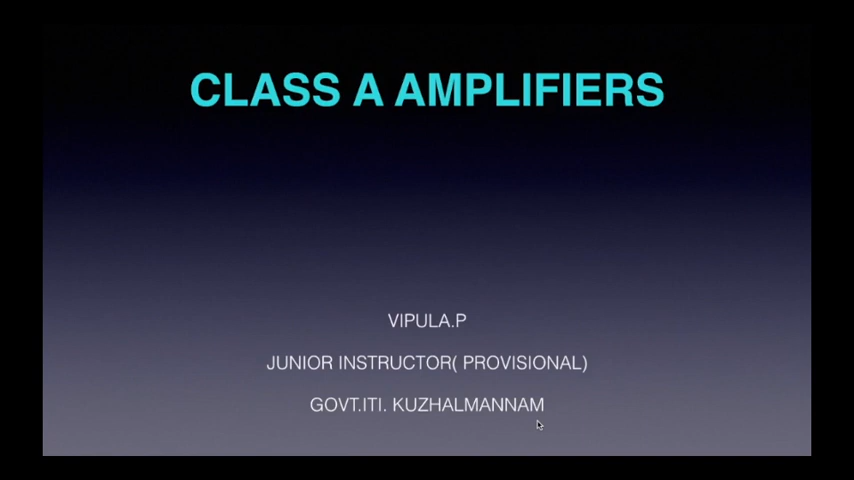 CLASS A AMPLIFIERS
VIPULA.P
JUNIOR INSTRUCTOR( PROVISIONAL)
GOVT.ITI. KUZHALMANNAM